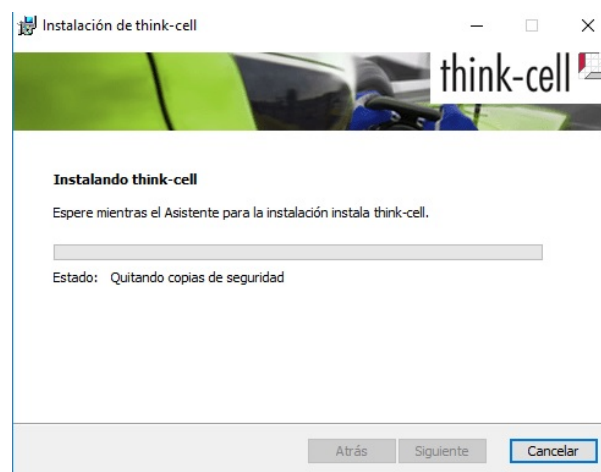 Instalación de think-cell
think-cell
Instalando think-cell
Espere mientras el Asistente para la instalación instala think-cell.
Estado: Quitando copias de seguridad
Atrás Siguiente Cancelar